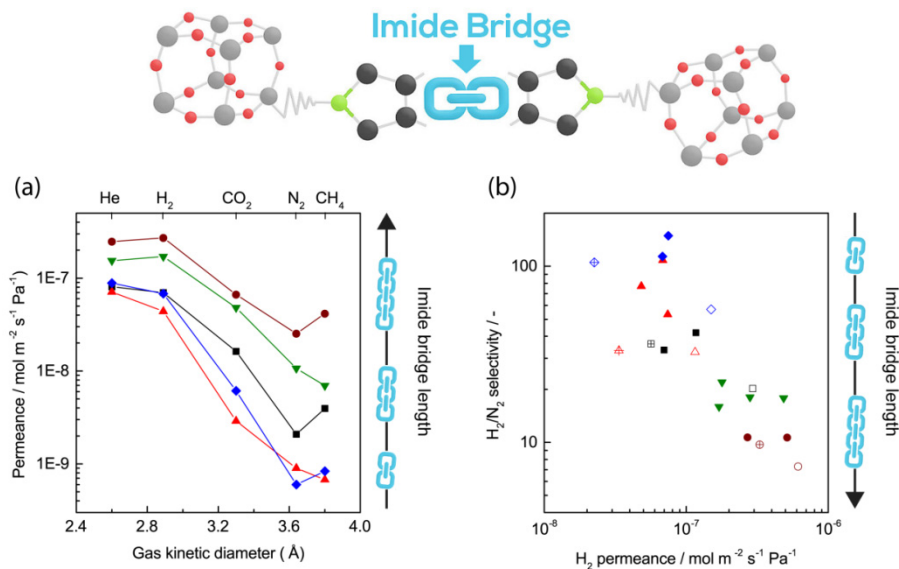 Imide Bridge
(a)
He H₂ CO₂ N₂ CH₄
1E-7
1E-8
1E-9
Permeance / mol m⁻² s⁻¹ Pa⁻¹
2.4 2.8 3.2 3.6 4.0
Gas kinetic diameter ( Å)
Imide bridge length
(b)
100
10
H₂/N₂ selectivity / -
10⁻⁸ 10⁻⁷ 10⁻⁶
H₂ permeance / mol m⁻² s⁻¹ Pa⁻¹
Imide bridge length